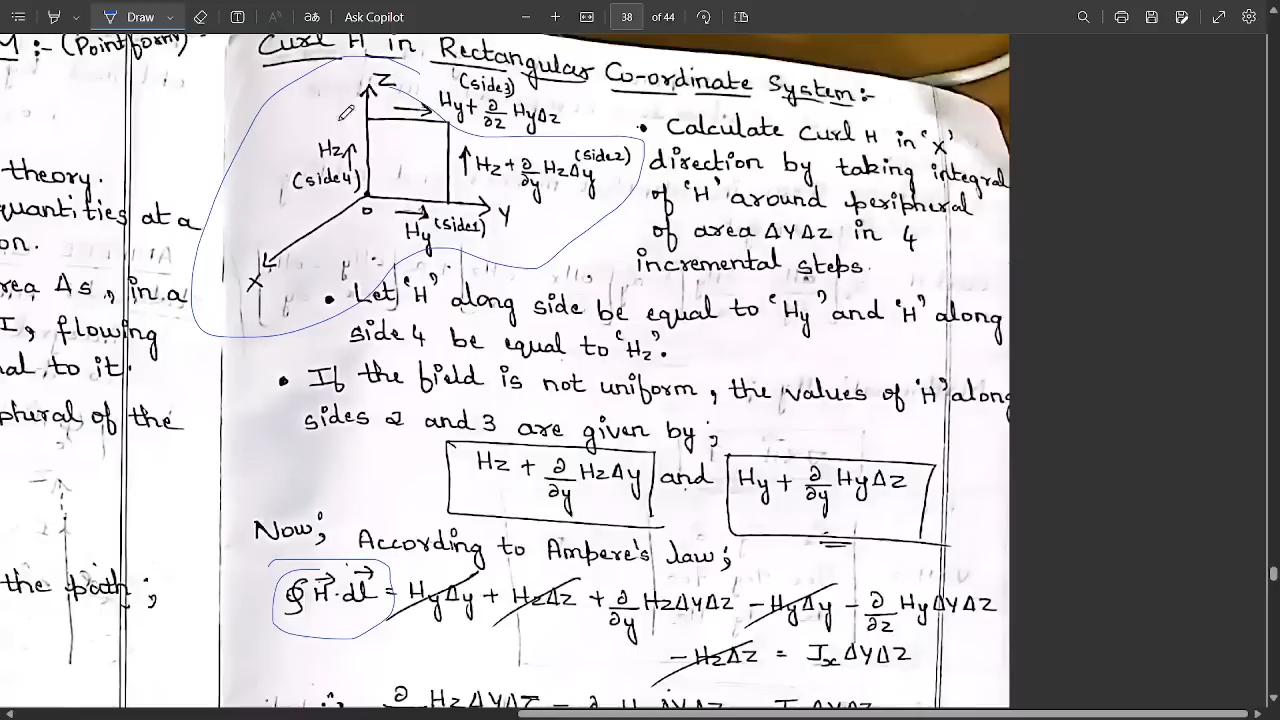 Draw
Ask Copilot
38 of 44
:- (Point form)
Curl H in Rectangular Co-ordinate System:-
Z
(side3)
Hy + ∂/∂z HyΔz
Hz
(side4)
Hz + ∂/∂y HzΔy (side2)
0
Hy (side1)
Y
X
• Calculate Curl H in 'x'
direction by taking integral
of 'H' around peripheral
of area ΔYΔZ in 4
incremental steps.
theory.
quantities at a
on.
rea Δs, in a
I, flowing
nal to it.
pheral of the
the path;
• Let 'H' along side be equal to 'Hy' and 'H' along
side 4 be equal to 'Hz'.
• If the field is not uniform, the values of 'H' along
sides 2 and 3 are given by;
Hz + ∂/∂y HzΔy and Hy + ∂/∂y HyΔz
Now; According to Ampere's law;
∮ H⃗·dl⃗ = HyΔy + HzΔz + ∂/∂y HzΔyΔz - HyΔy - ∂/∂z HyΔyΔz
- HzΔz = JxΔyΔz